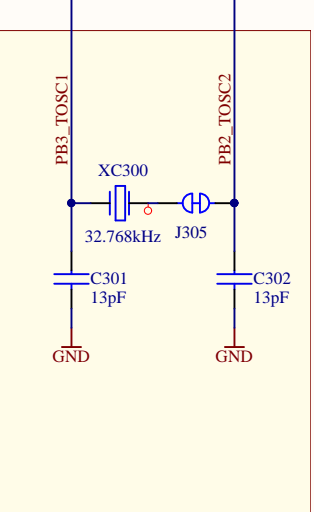 PB3_TOSC1
PB2_TOSC2
XC300
32.768kHz
J305
C301
13pF
C302
13pF
GND
GND